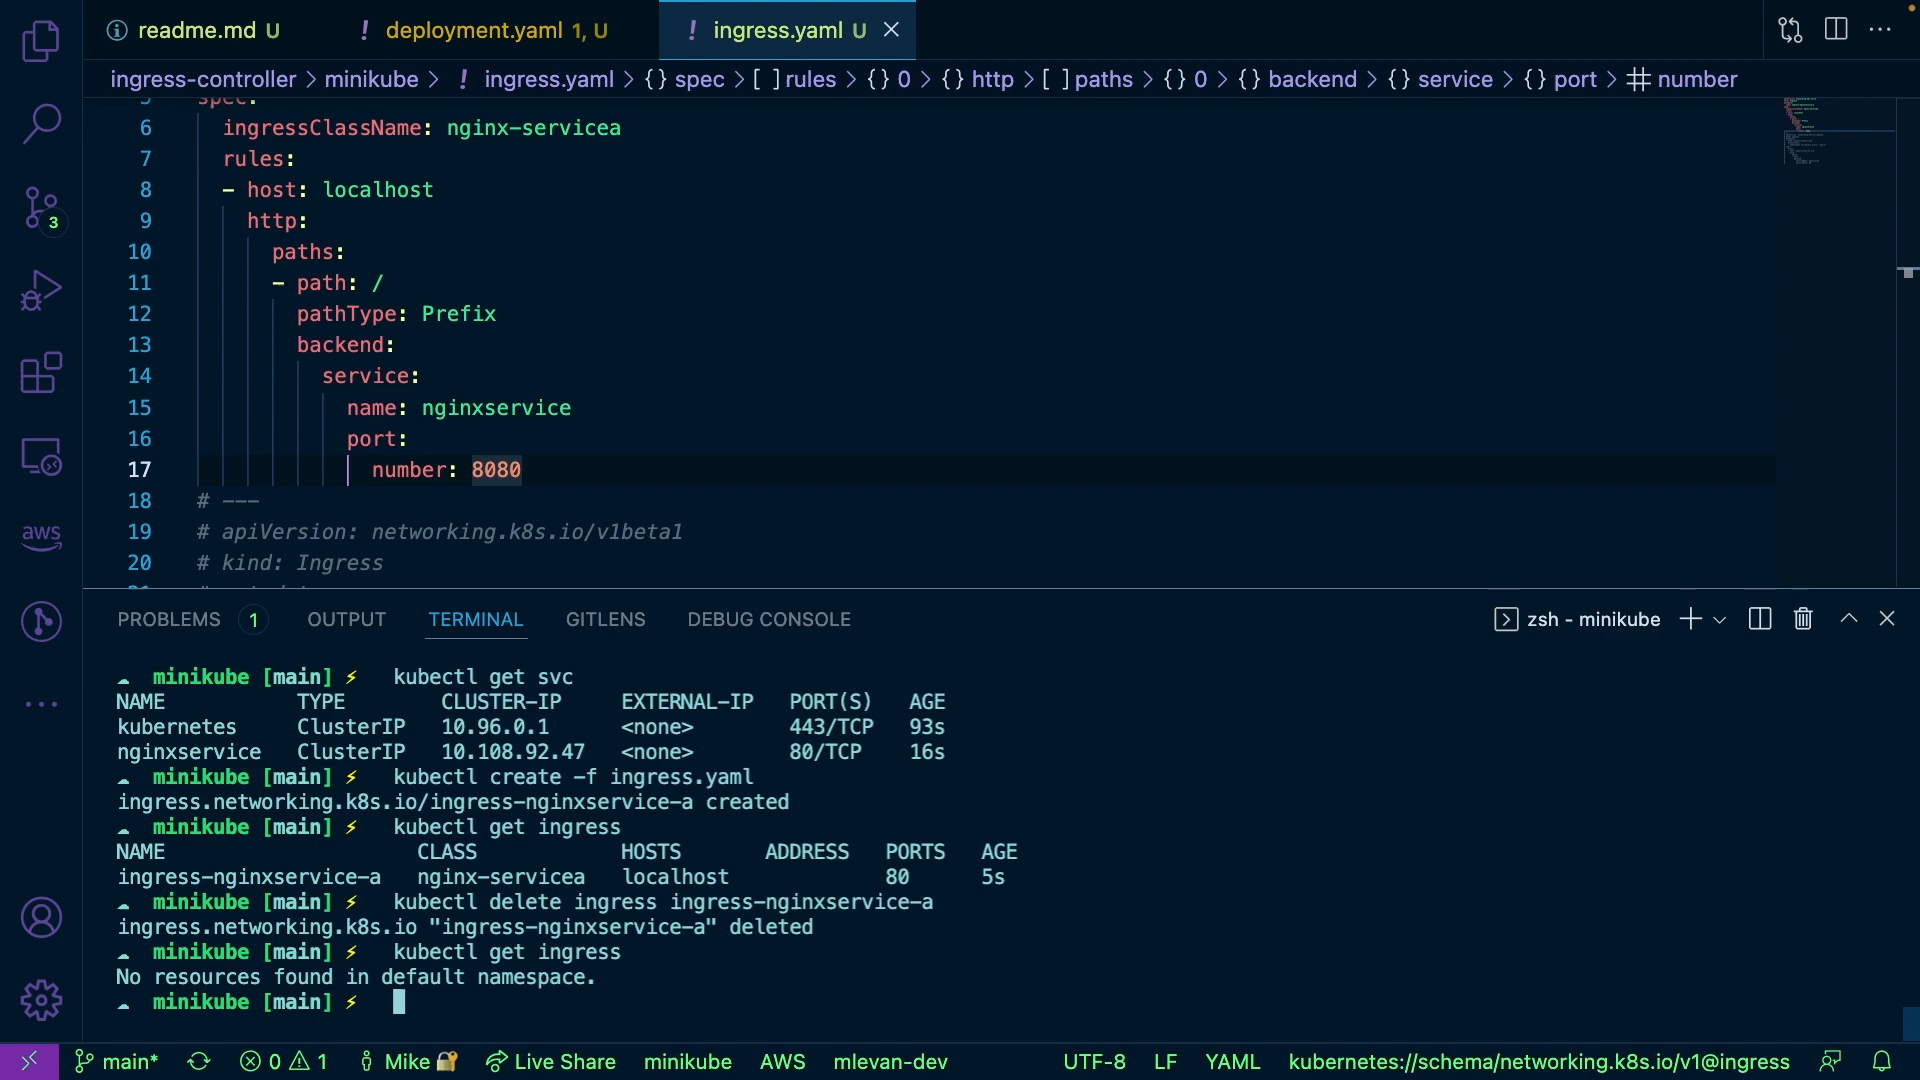 readme.md U
! deployment.yaml 1, U
! ingress.yaml U
ingress-controller > minikube > ! ingress.yaml > {} spec > [ ] rules > {} 0 > {} http > [ ] paths > {} 0 > {} backend > {} service > {} port > # number
5 spec:
6 ingressClassName: nginx-servicea
7 rules:
8 - host: localhost
9 http:
10 paths:
11 - path: /
12 pathType: Prefix
13 backend:
14 service:
15 name: nginxservice
16 port:
17 number: 8080
18 # ---
19 # apiVersion: networking.k8s.io/v1beta1
20 # kind: Ingress
3
aws
PROBLEMS 1 OUTPUT TERMINAL GITLENS DEBUG CONSOLE
zsh - minikube
minikube [main] ⚡ kubectl get svc
NAME TYPE CLUSTER-IP EXTERNAL-IP PORT(S) AGE
kubernetes ClusterIP 10.96.0.1 <none> 443/TCP 93s
nginxservice ClusterIP 10.108.92.47 <none> 80/TCP 16s
minikube [main] ⚡ kubectl create -f ingress.yaml
ingress.networking.k8s.io/ingress-nginxservice-a created
minikube [main] ⚡ kubectl get ingress
NAME CLASS HOSTS ADDRESS PORTS AGE
ingress-nginxservice-a nginx-servicea localhost 80 5s
minikube [main] ⚡ kubectl delete ingress ingress-nginxservice-a
ingress.networking.k8s.io "ingress-nginxservice-a" deleted
minikube [main] ⚡ kubectl get ingress
No resources found in default namespace.
minikube [main] ⚡
main* 0 1 Mike 🔐 Live Share minikube AWS mlevan-dev UTF-8 LF YAML kubernetes://schema/networking.k8s.io/v1@ingress